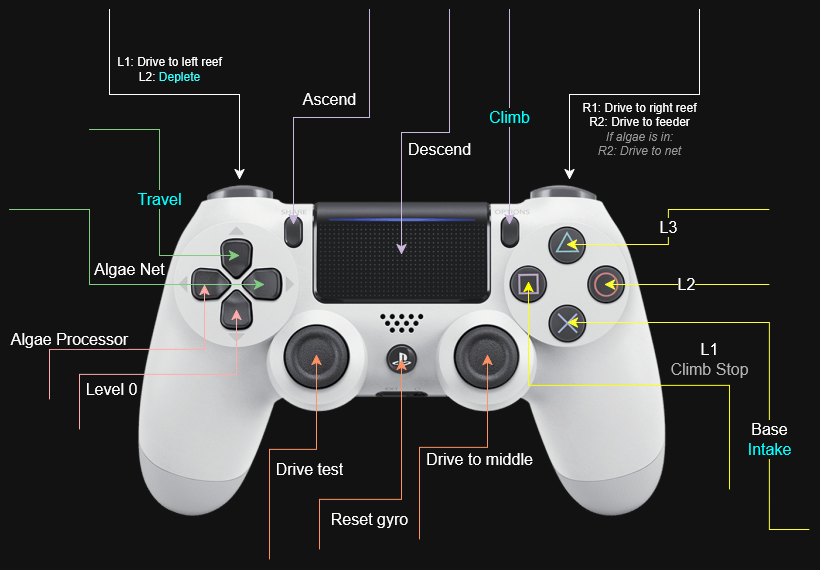 L1: Drive to left reef
L2: Deplete
Ascend
Descend
Climb
R1: Drive to right reef
R2: Drive to feeder
If algae is in:
R2: Drive to net
Travel
SHARE
OPTIONS
L3
Algae Net
L2
Algae Processor
Level 0
L1
Climb Stop
Base
Intake
Drive test
Drive to middle
Reset gyro